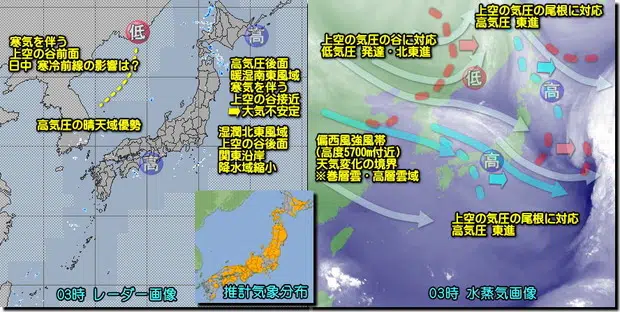 寒気を伴う
上空の谷前面
日中 寒冷前線の影響は?
低
高
高気圧後面
暖湿南東風域
寒気を伴う
上空の谷接近
大気不安定
高気圧の晴天域優勢
湿潤北東風域
上空の谷後面
関東沿岸
降水域縮小
高
03時 レーダー画像
推計気象分布
上空の気圧の尾根に対応
高気圧 東進
上空の気圧の谷に対応
低気圧 発達・北東進
低
高
偏西風強風帯
(高度5700m付近)
天気変化の境界
※巻層雲・高層雲域
高
上空の気圧の尾根に対応
高気圧 東進
03時 水蒸気画像